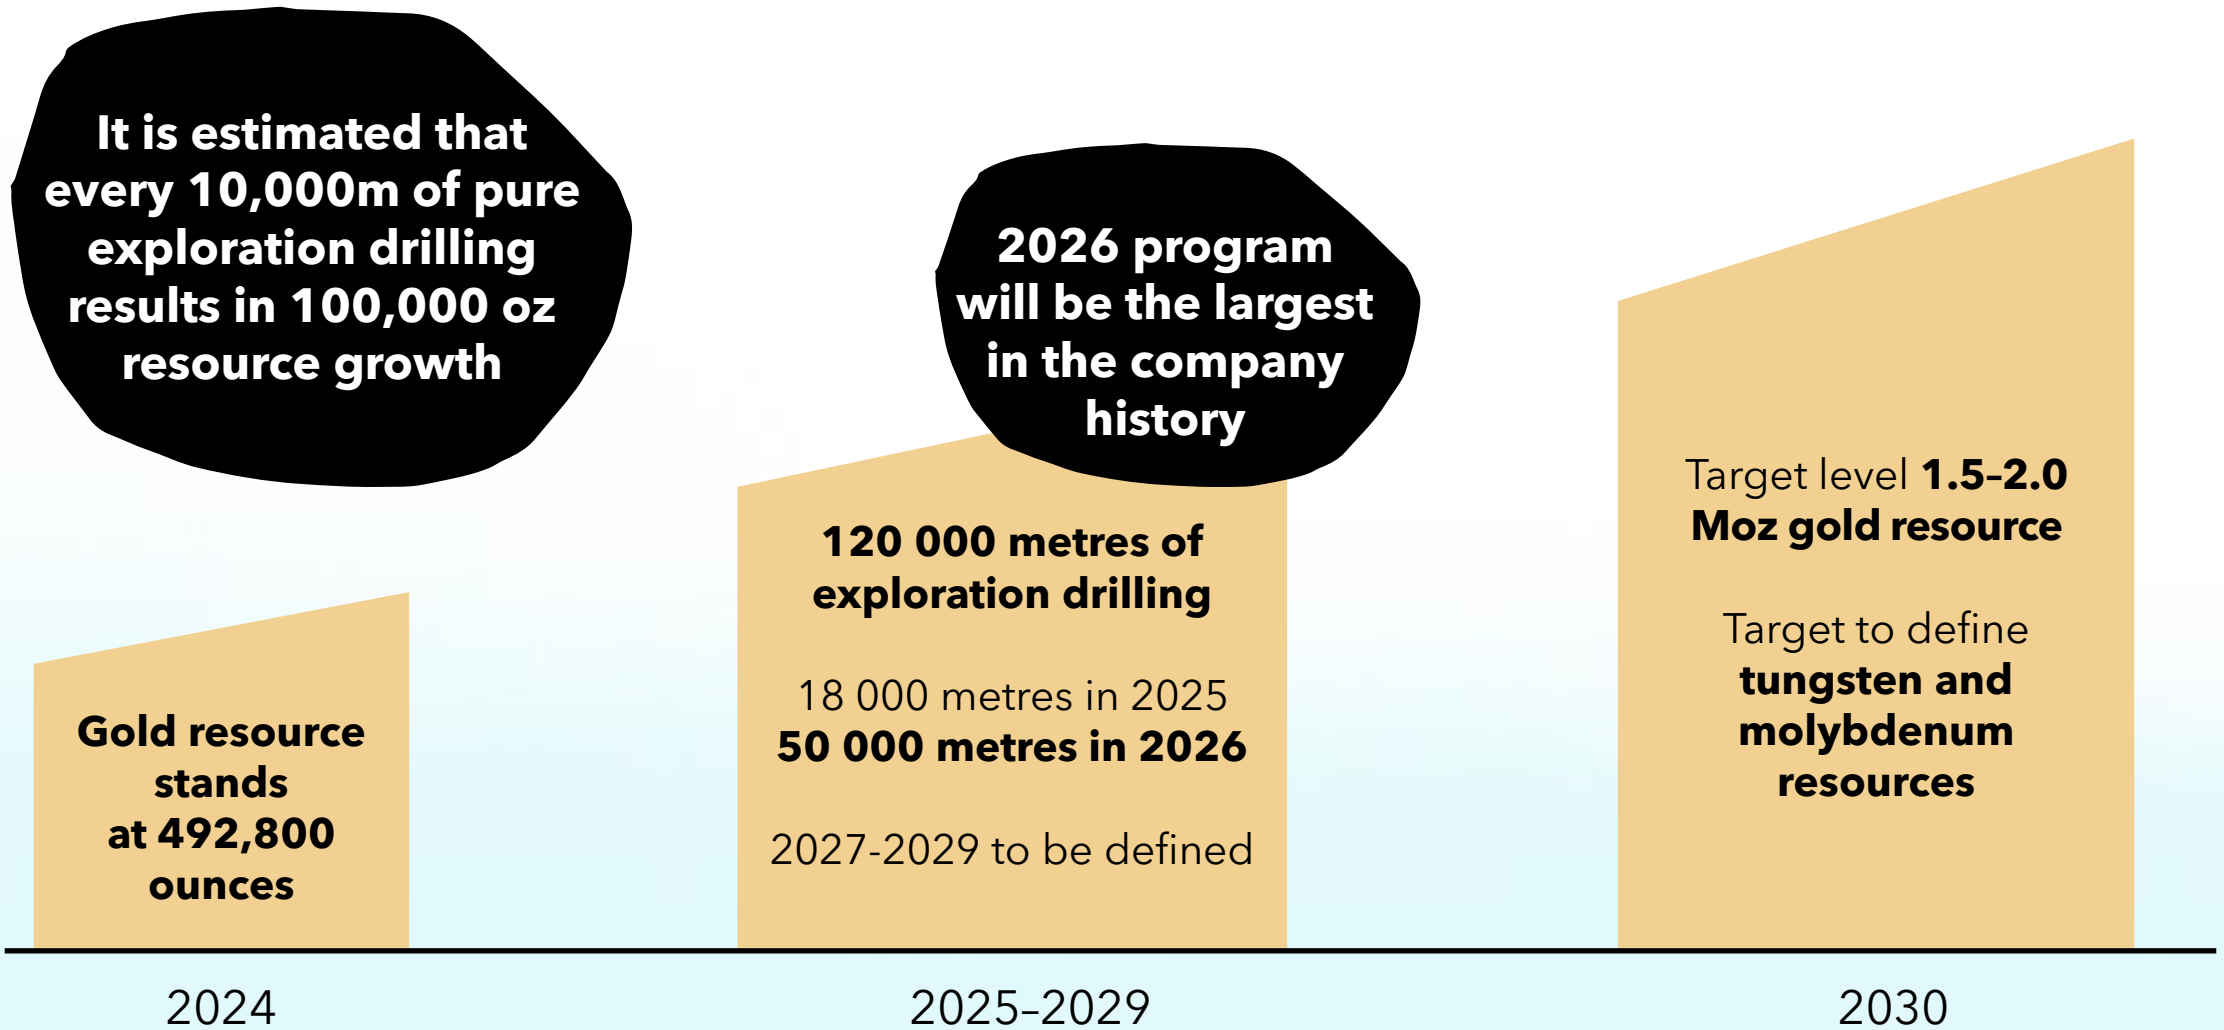 It is estimated that
every 10,000m of pure
exploration drilling
results in 100,000 oz
resource growth
2026 program
will be the largest
in the company
history
Gold resource
stands
at 492,800
ounces
120 000 metres of
exploration drilling
18 000 metres in 2025
50 000 metres in 2026
2027-2029 to be defined
Target level 1.5–2.0
Moz gold resource
Target to define
tungsten and
molybdenum
resources
2024
2025–2029
2030